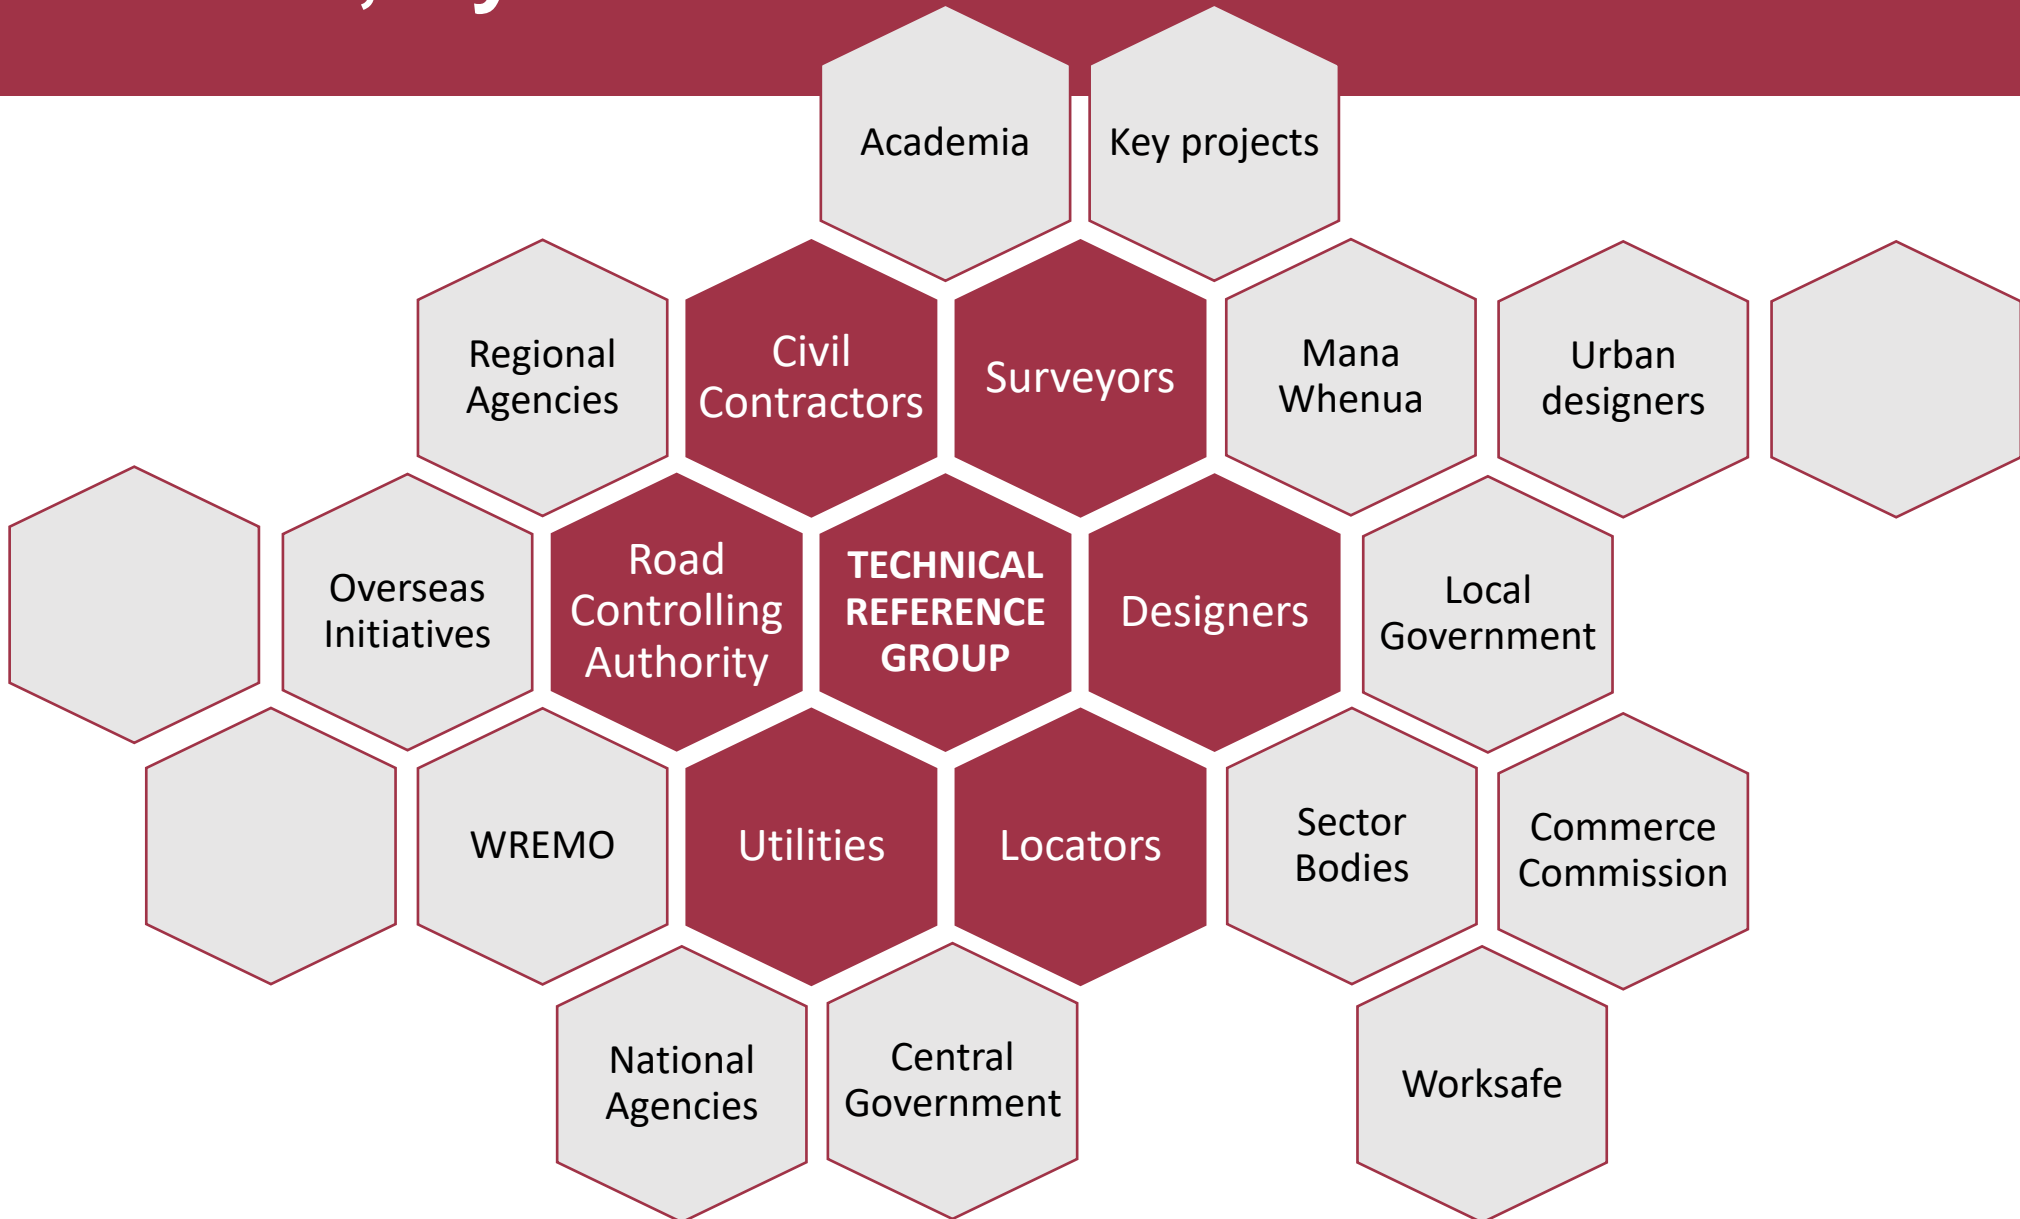 Academia
Key projects
Regional
Agencies
Civil
Contractors
Surveyors
Mana
Whenua
Urban
designers
Overseas
Initiatives
Road
Controlling
Authority
TECHNICAL
REFERENCE
GROUP
Designers
Local
Government
WREMO
Utilities
Locators
Sector
Bodies
Commerce
Commission
National
Agencies
Central
Government
Worksafe